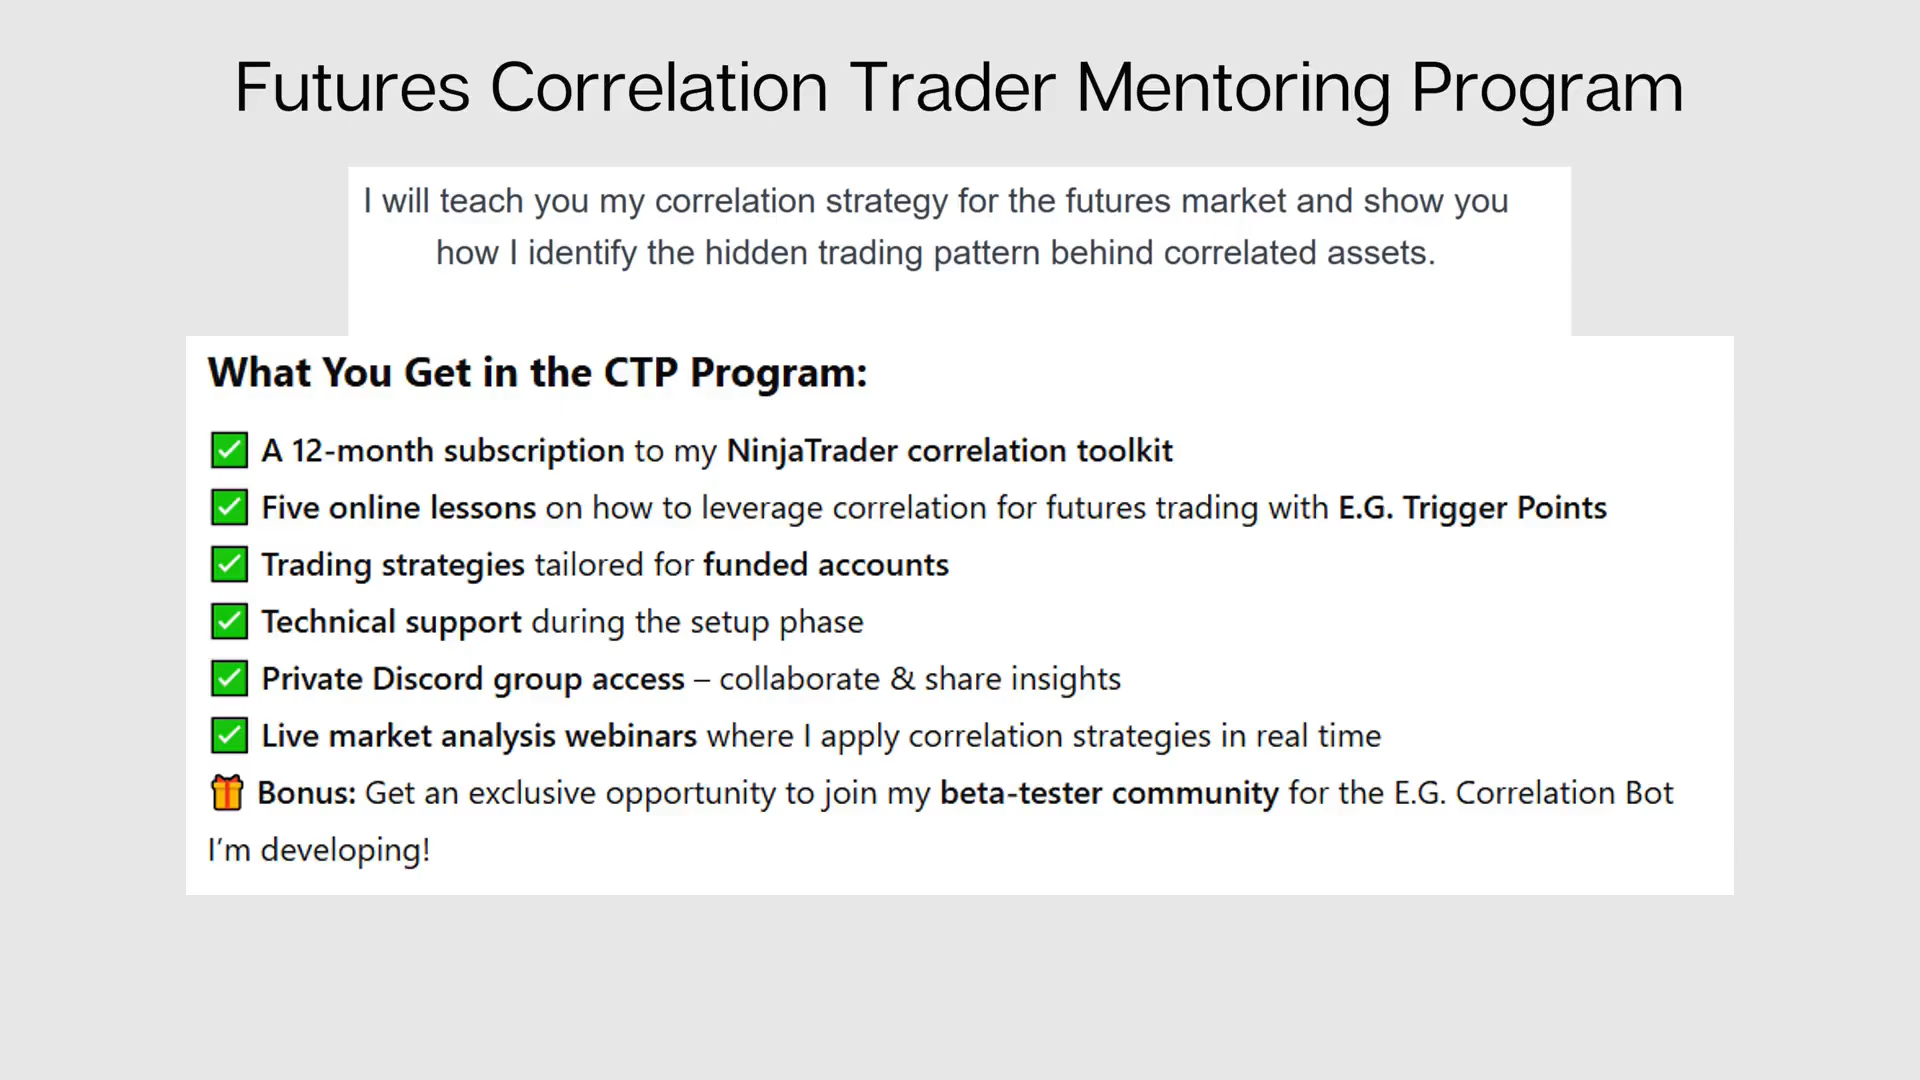 Futures Correlation Trader Mentoring Program
I will teach you my correlation strategy for the futures market and show you
how I identify the hidden trading pattern behind correlated assets.
What You Get in the CTP Program:
✅ A 12-month subscription to my NinjaTrader correlation toolkit
✅ Five online lessons on how to leverage correlation for futures trading with E.G. Trigger Points
✅ Trading strategies tailored for funded accounts
✅ Technical support during the setup phase
✅ Private Discord group access – collaborate & share insights
✅ Live market analysis webinars where I apply correlation strategies in real time
🎁 Bonus: Get an exclusive opportunity to join my beta-tester community for the E.G. Correlation Bot
I’m developing!